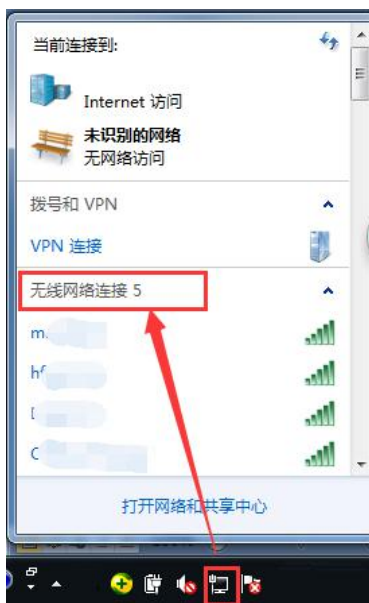 当前连接到:
Internet 访问
未识别的网络
无网络访问
拨号和 VPN
VPN 连接
无线网络连接 5
m
hf
C
打开网络和共享中心